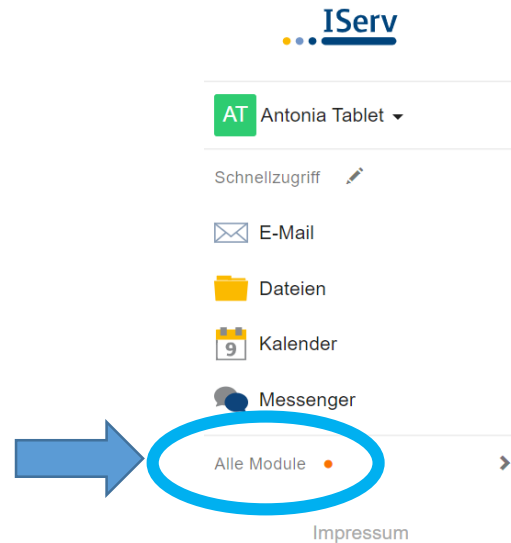 IServ
AT Antonia Tablet
Schnellzugriff
E-Mail
Dateien
9 Kalender
Messenger
Alle Module
Impressum